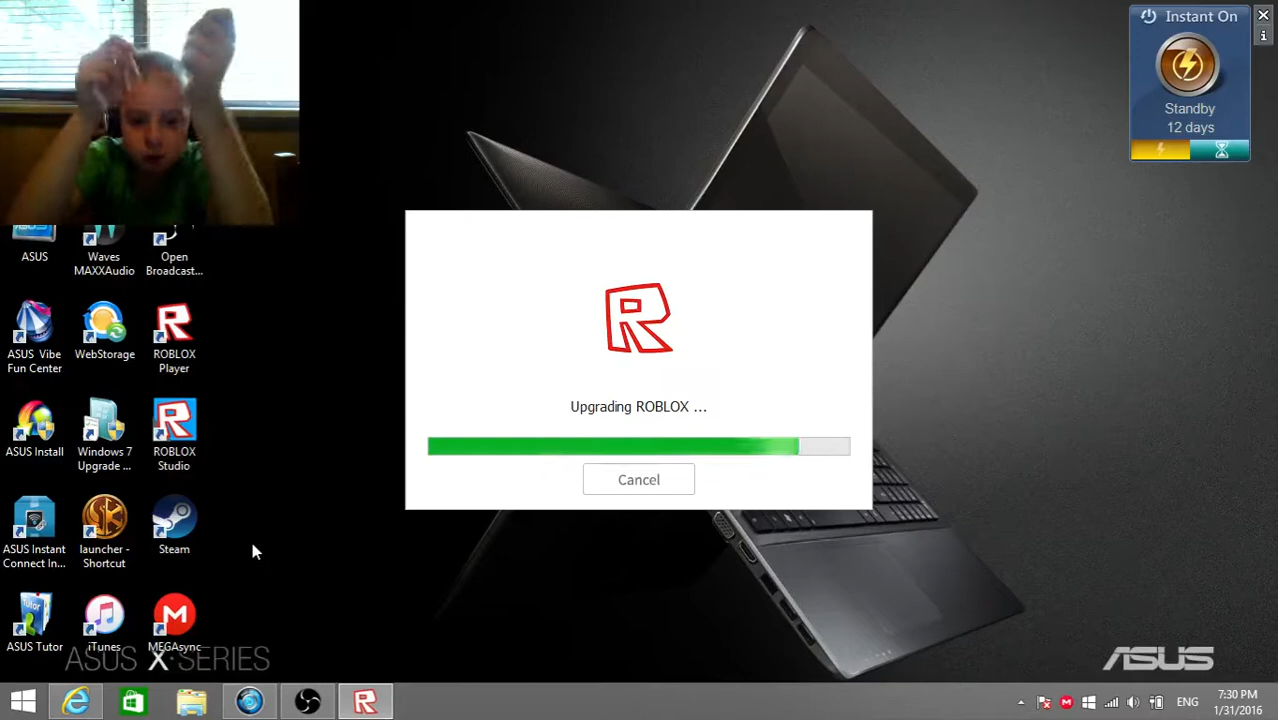 Instant On
Standby
12 days
ASUS
Waves
MAXXAudio
Open
Broadcast...
ASUS Vibe
Fun Center
WebStorage
ROBLOX
Player
ASUS Install
Windows 7
Upgrade ...
ROBLOX
Studio
ASUS Instant
Connect In...
launcher -
Shortcut
Steam
ASUS Tutor
iTunes
MEGAsync
Upgrading ROBLOX ...
Cancel
ASUS X-SERIES
ASUS
ENG
7:30 PM
1/31/2016